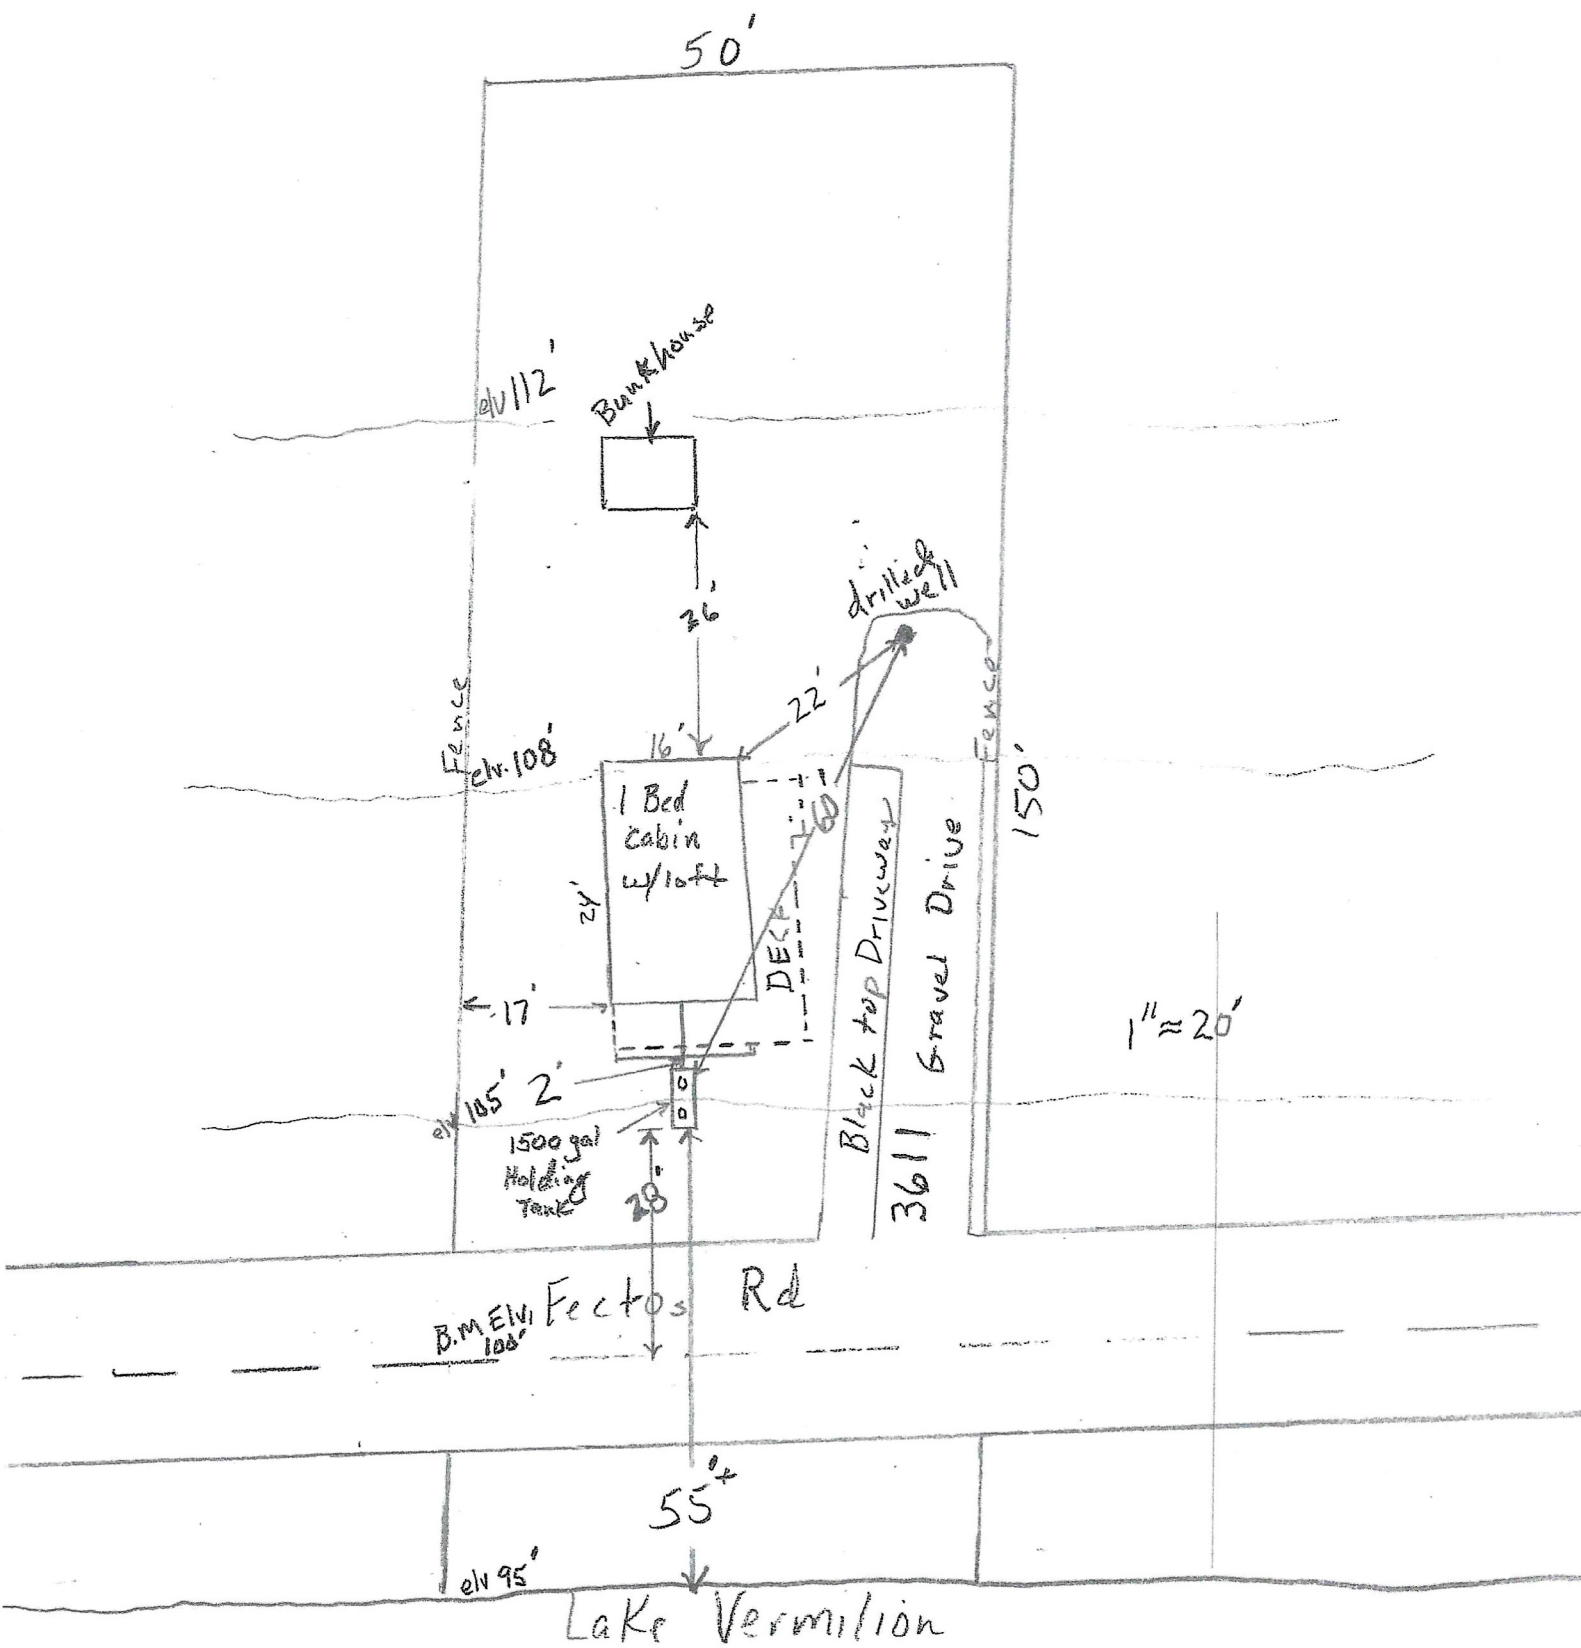 50'
elv 112'
Bunkhouse
26'
drilled
well
22'
Fence
Fence
elv. 108'
16'
150'
1 Bed
Cabin
w/loft
60'
24'
DECK
Black top Driveway
Gravel Drive
17'
1" ≈ 20'
2'
elv 105'
1500 gal
Holding
Tank
28'
3611
Fectos Rd
B.M Elv,
100'
55'+
elv 95'
Lake Vermilion